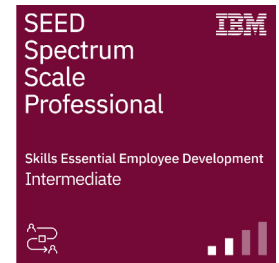 SEED
IBM
Spectrum
Scale
Professional
Skills Essential Employee Development
Intermediate
A
A